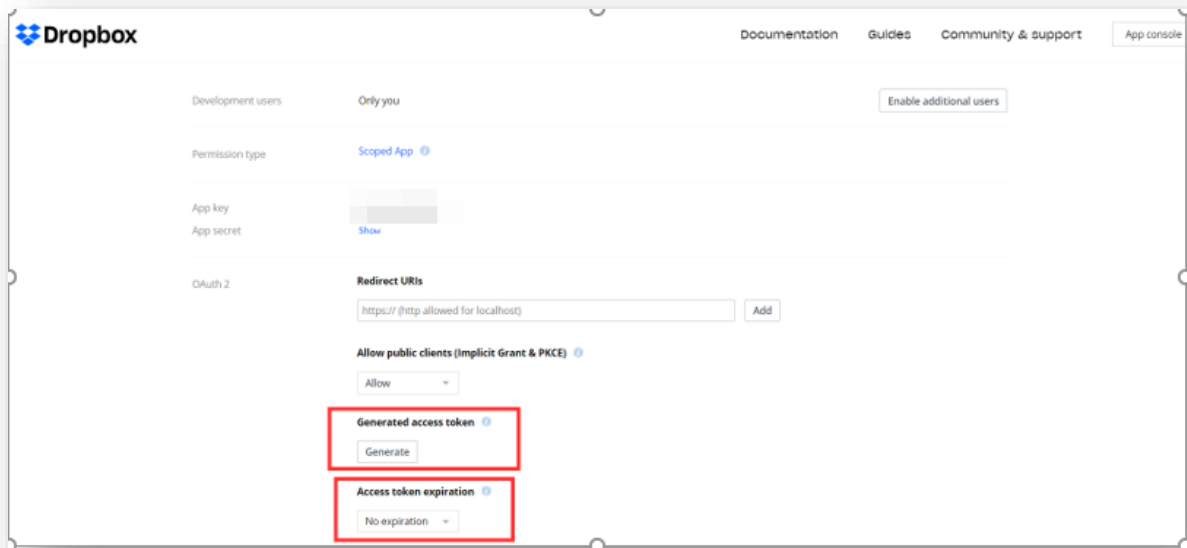 Dropbox
Documentation Guides Community & support App console
Development users Only you Enable additional users
Permission type Scoped App
App key
App secret Show
OAuth 2 Redirect URIs
https:// (http allowed for localhost) Add
Allow public clients (Implicit Grant & PKCE)
Allow
Generated access token
Generate
Access token expiration
No expiration